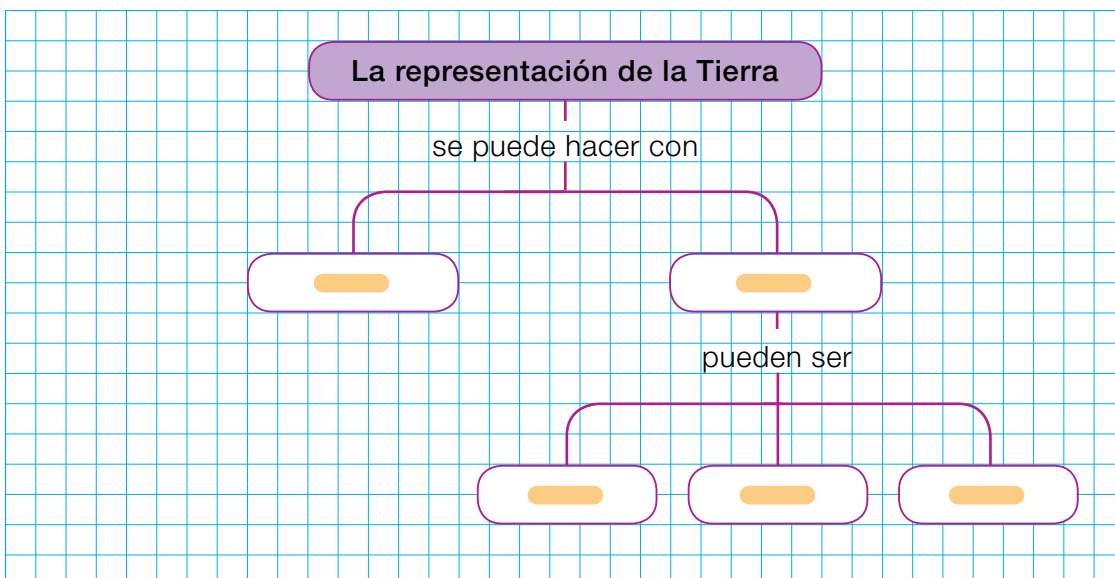 La representación de la Tierra
se puede hacer con
pueden ser